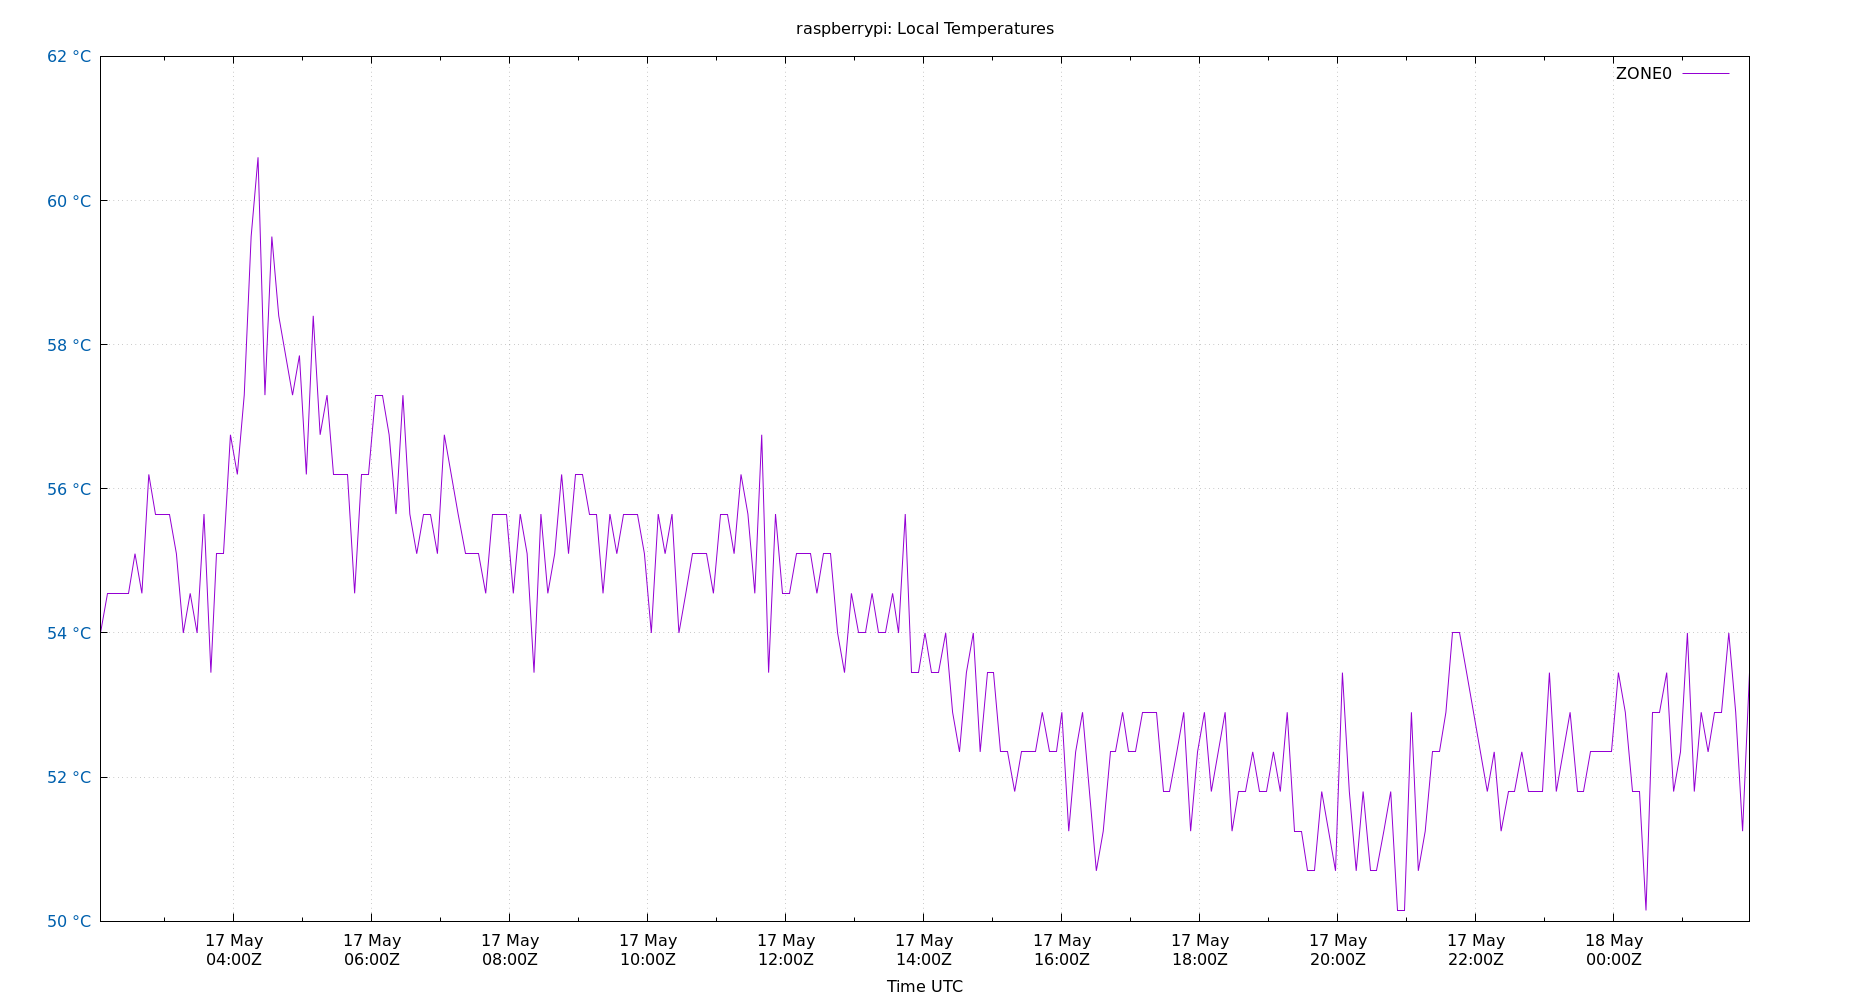 raspberrypi: Local Temperatures
62 °C
ZONE0
60 °C
58 °C
56 °C
54 °C
52 °C
50 °C
17 May 17 May 17 May 17 May 17 May 17 May 17 May 17 May 17 May 17 May 18 May
04:00Z 06:00Z 08:00Z 10:00Z 12:00Z 14:00Z 16:00Z 18:00Z 20:00Z 22:00Z 00:00Z
Time UTC